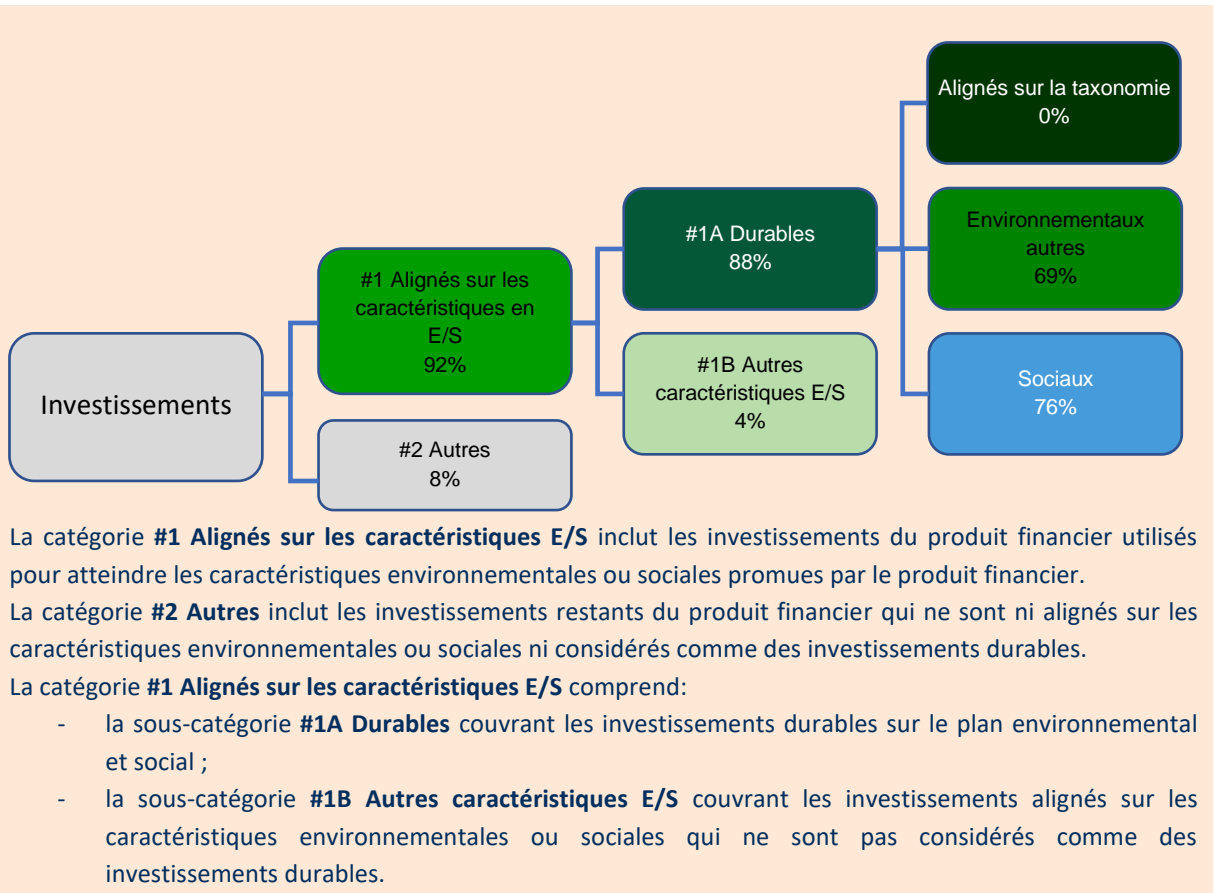 Alignés sur la taxonomie
0%
#1A Durables
88%
Environnementaux
autres
69%
#1 Alignés sur les
caractéristiques en
E/S
92%
#1B Autres
caractéristiques E/S
4%
Sociaux
76%
Investissements
#2 Autres
8%
La catégorie #1 Alignés sur les caractéristiques E/S inclut les investissements du produit financier utilisés
pour atteindre les caractéristiques environnementales ou sociales promues par le produit financier.
La catégorie #2 Autres inclut les investissements restants du produit financier qui ne sont ni alignés sur les
caractéristiques environnementales ou sociales ni considérés comme des investissements durables.
La catégorie #1 Alignés sur les caractéristiques E/S comprend:
- la sous-catégorie #1A Durables couvrant les investissements durables sur le plan environnemental
et social ;
- la sous-catégorie #1B Autres caractéristiques E/S couvrant les investissements alignés sur les
caractéristiques environnementales ou sociales qui ne sont pas considérés comme des
investissements durables.